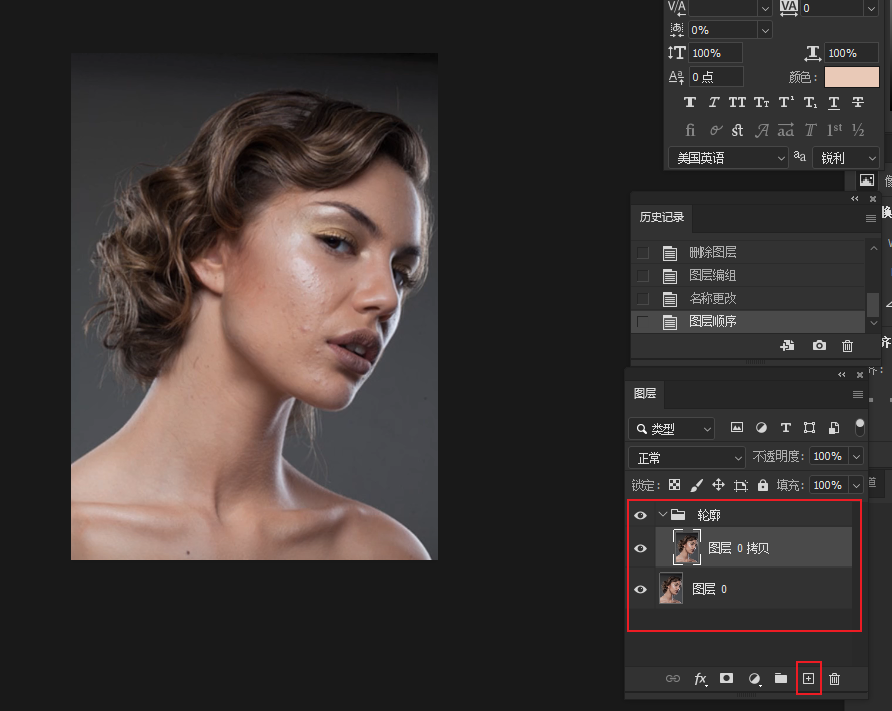 V/A VA 0
0%
100% 100%
0 点 颜色：
T T TT Tт T¹ T₁ T T
fi st A aa T 1st ½
美国英语 aa 锐利
历史记录
删除图层
图层编组
名称更改
图层顺序
图层
类型
正常 不透明度： 100%
锁定： 填充： 100%
轮廓
图层 0 拷贝
图层 0
fx